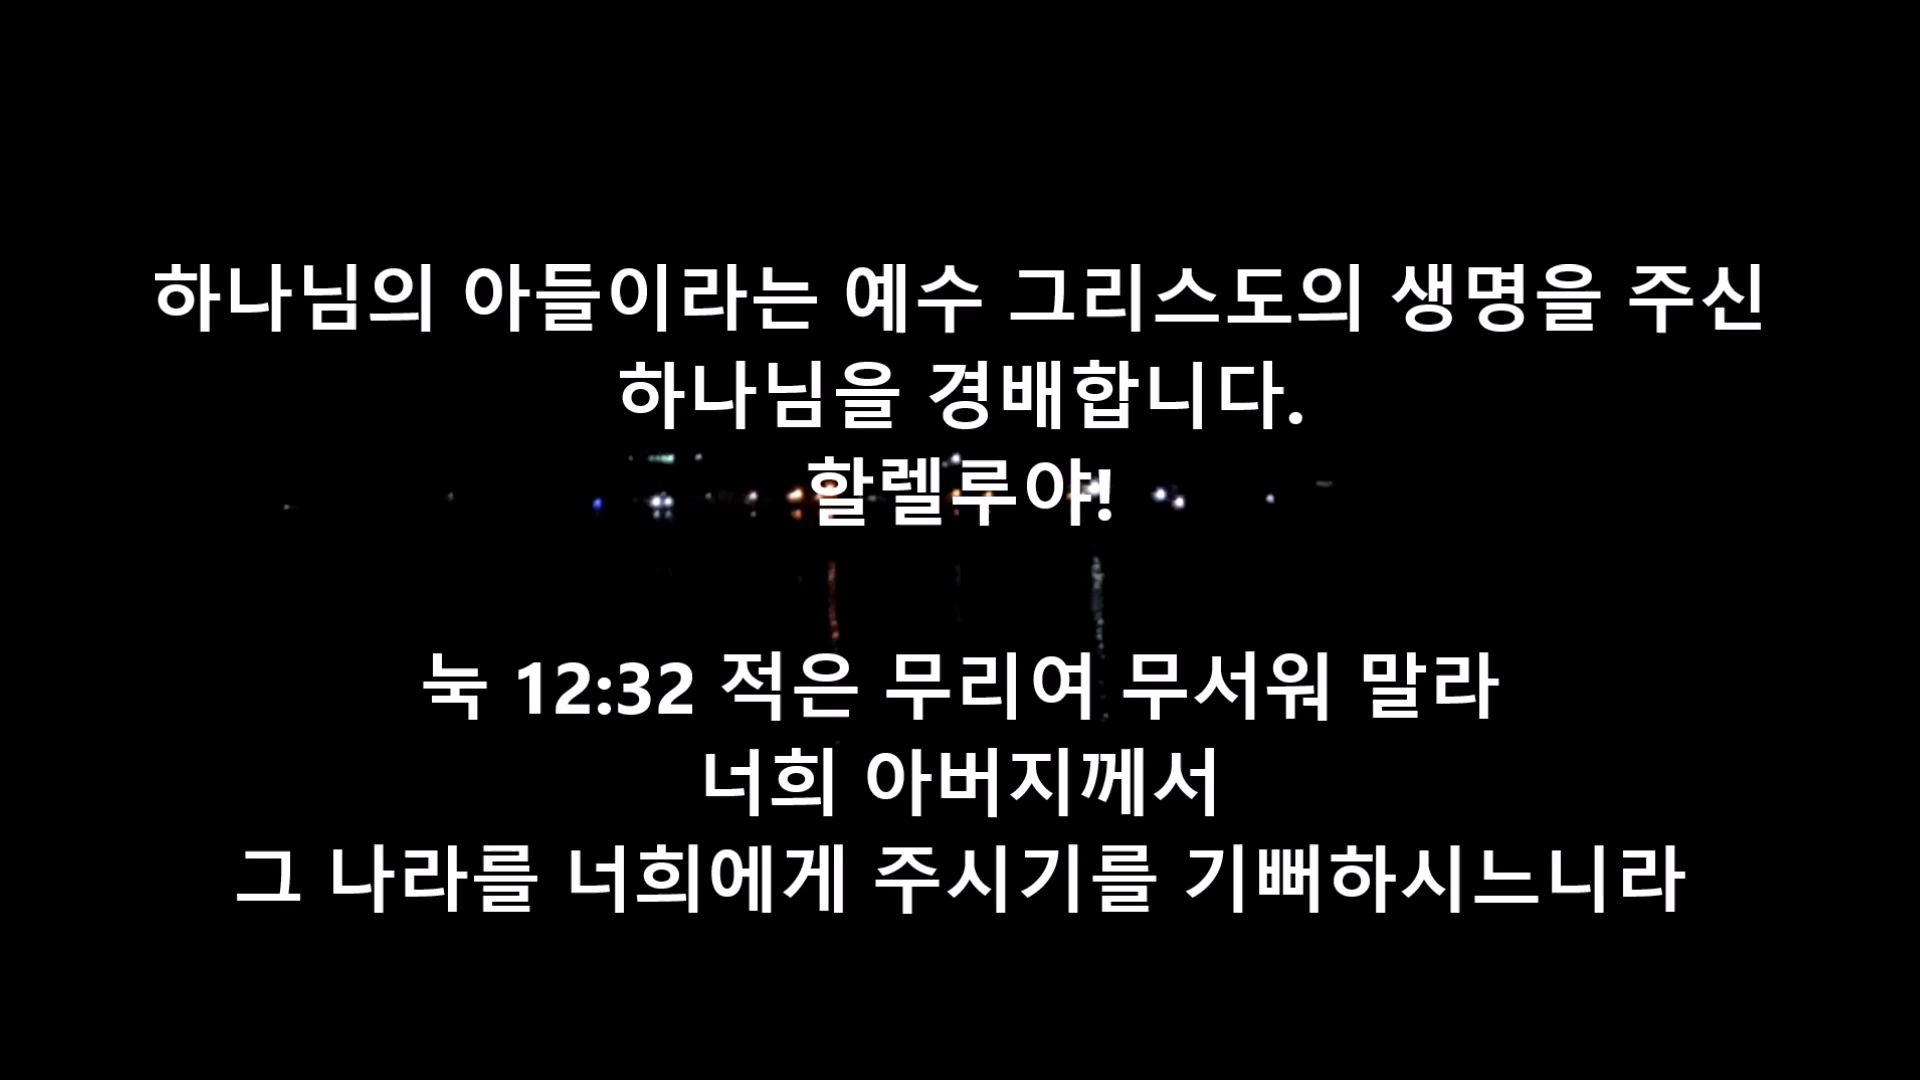 하나님의 아들이라는 예수 그리스도의 생명을 주신
하나님을 경배합니다.
할렐루야!
눅 12:32 적은 무리여 무서워 말라
너희 아버지께서
그 나라를 너희에게 주시기를 기뻐하시느니라